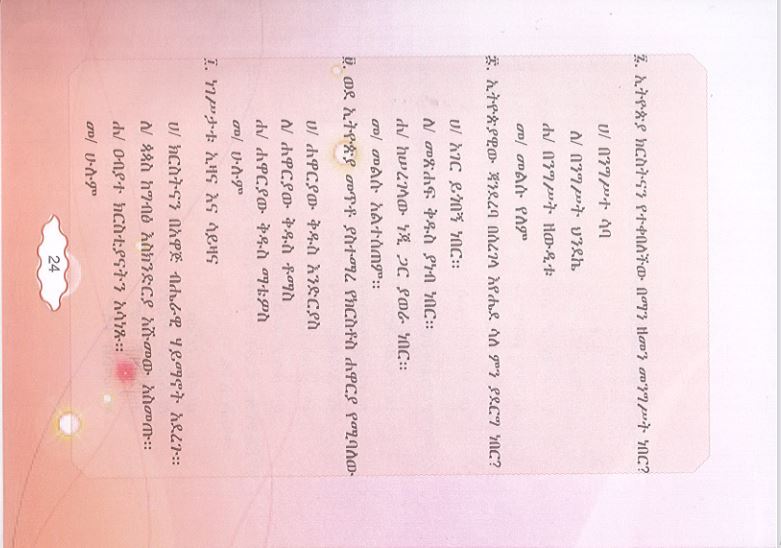 ፯. ኢትዮጵያ ክርስትናን የተቀበለችው በማን ዘመን መንግሥት ነበር?
ሀ/ በንግሥተ ሳባ
ለ/ በንግሥት ህንደኬ
ሐ/ በንግሥት ዘውዲቱ
መ/ መልሱ የለም
፰. ኢትዮጵያዊው ጃንደረባ በሰረገላ እየሔደ ሳለ ምን ያደርግ ነበር?
ሀ/ አገር ይጎበኝ ነበር።
ለ/ መጽሐፍ ቅዱስ ያነብ ነበር።
ሐ/ ከሠረገላው ነጂ ጋር ያወራ ነበር።
መ/ መልሱ አልተሰጠም።
፱. ወደ ኢትዮጵያ መጥቶ ያስተማረ የክርስቶስ ሐዋርያ የሚባለው
ሀ/ ሐዋርያው ቅዱስ እንድርያስ
ለ/ ሐዋርያው ቅዱስ ቶማስ
ሐ/ ሐዋርያው ቅዱስ ማቴዎስ
መ/ ሁሉም
፲. ነገሥታቱ ኢዛና እና ሳይዛና
ሀ/ ክርስትናን በአዋጅ ብሔራዊ ሃይማኖት አደረጉ።
ለ/ ጳጳስ ከግብፅ እስክንድርያ አሹመው አስመጡ።
ሐ/ ዐብያተ ክርስቲያናትን አሳነጹ።
መ/ ሁሉም
24